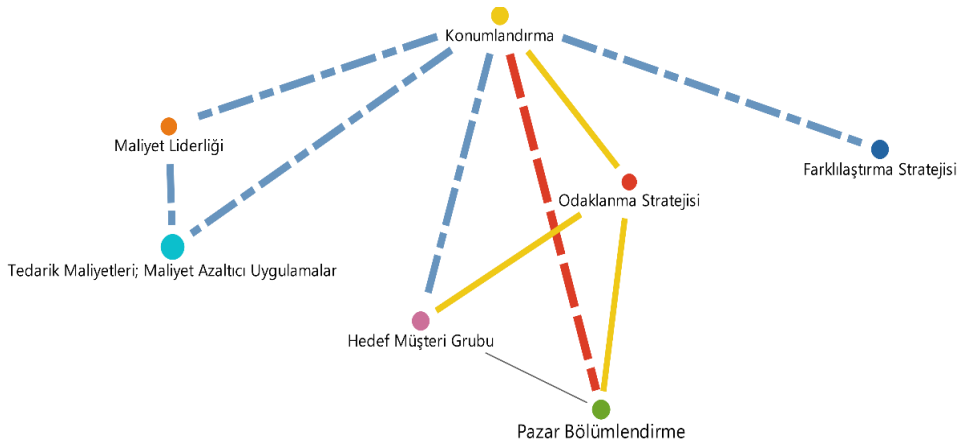 Konumlandırma
Maliyet Liderliği
Farklılaştırma Stratejisi
Odaklanma Stratejisi
Tedarik Maliyetleri; Maliyet Azaltıcı Uygulamalar
Hedef Müşteri Grubu
Pazar Bölümlendirme